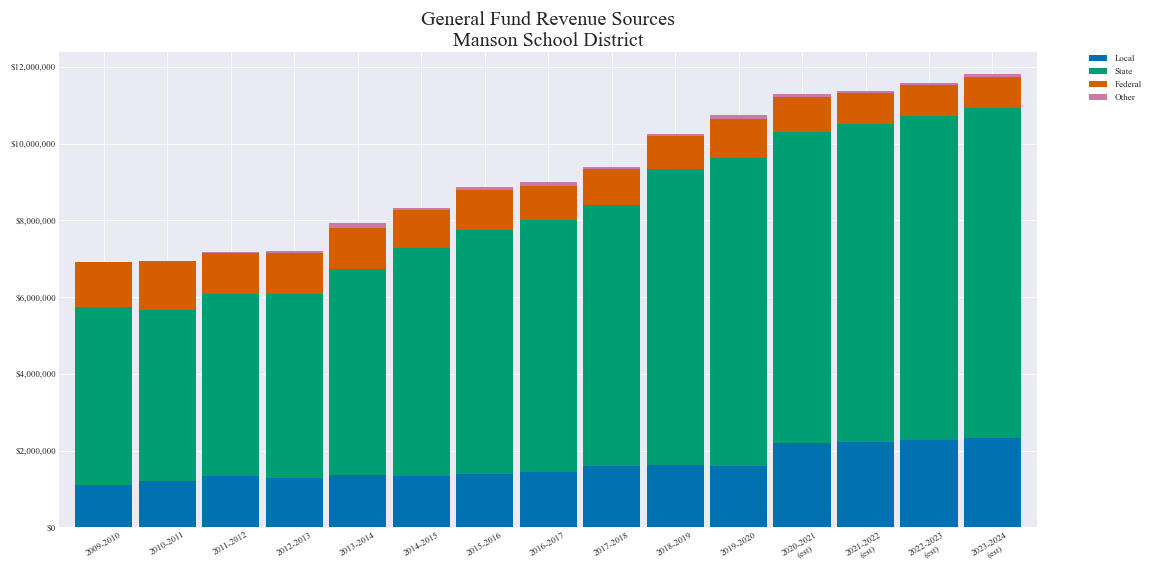 General Fund Revenue Sources
Manson School District
$12,000,000
$10,000,000
$8,000,000
$6,000,000
$4,000,000
$2,000,000
$0
2009-2010
2010-2011
2011-2012
2012-2013
2013-2014
2014-2015
2015-2016
2016-2017
2017-2018
2018-2019
2019-2020
2020-2021
(est)
2021-2022
(est)
2022-2023
(est)
2023-2024
(est)
Local
State
Federal
Other